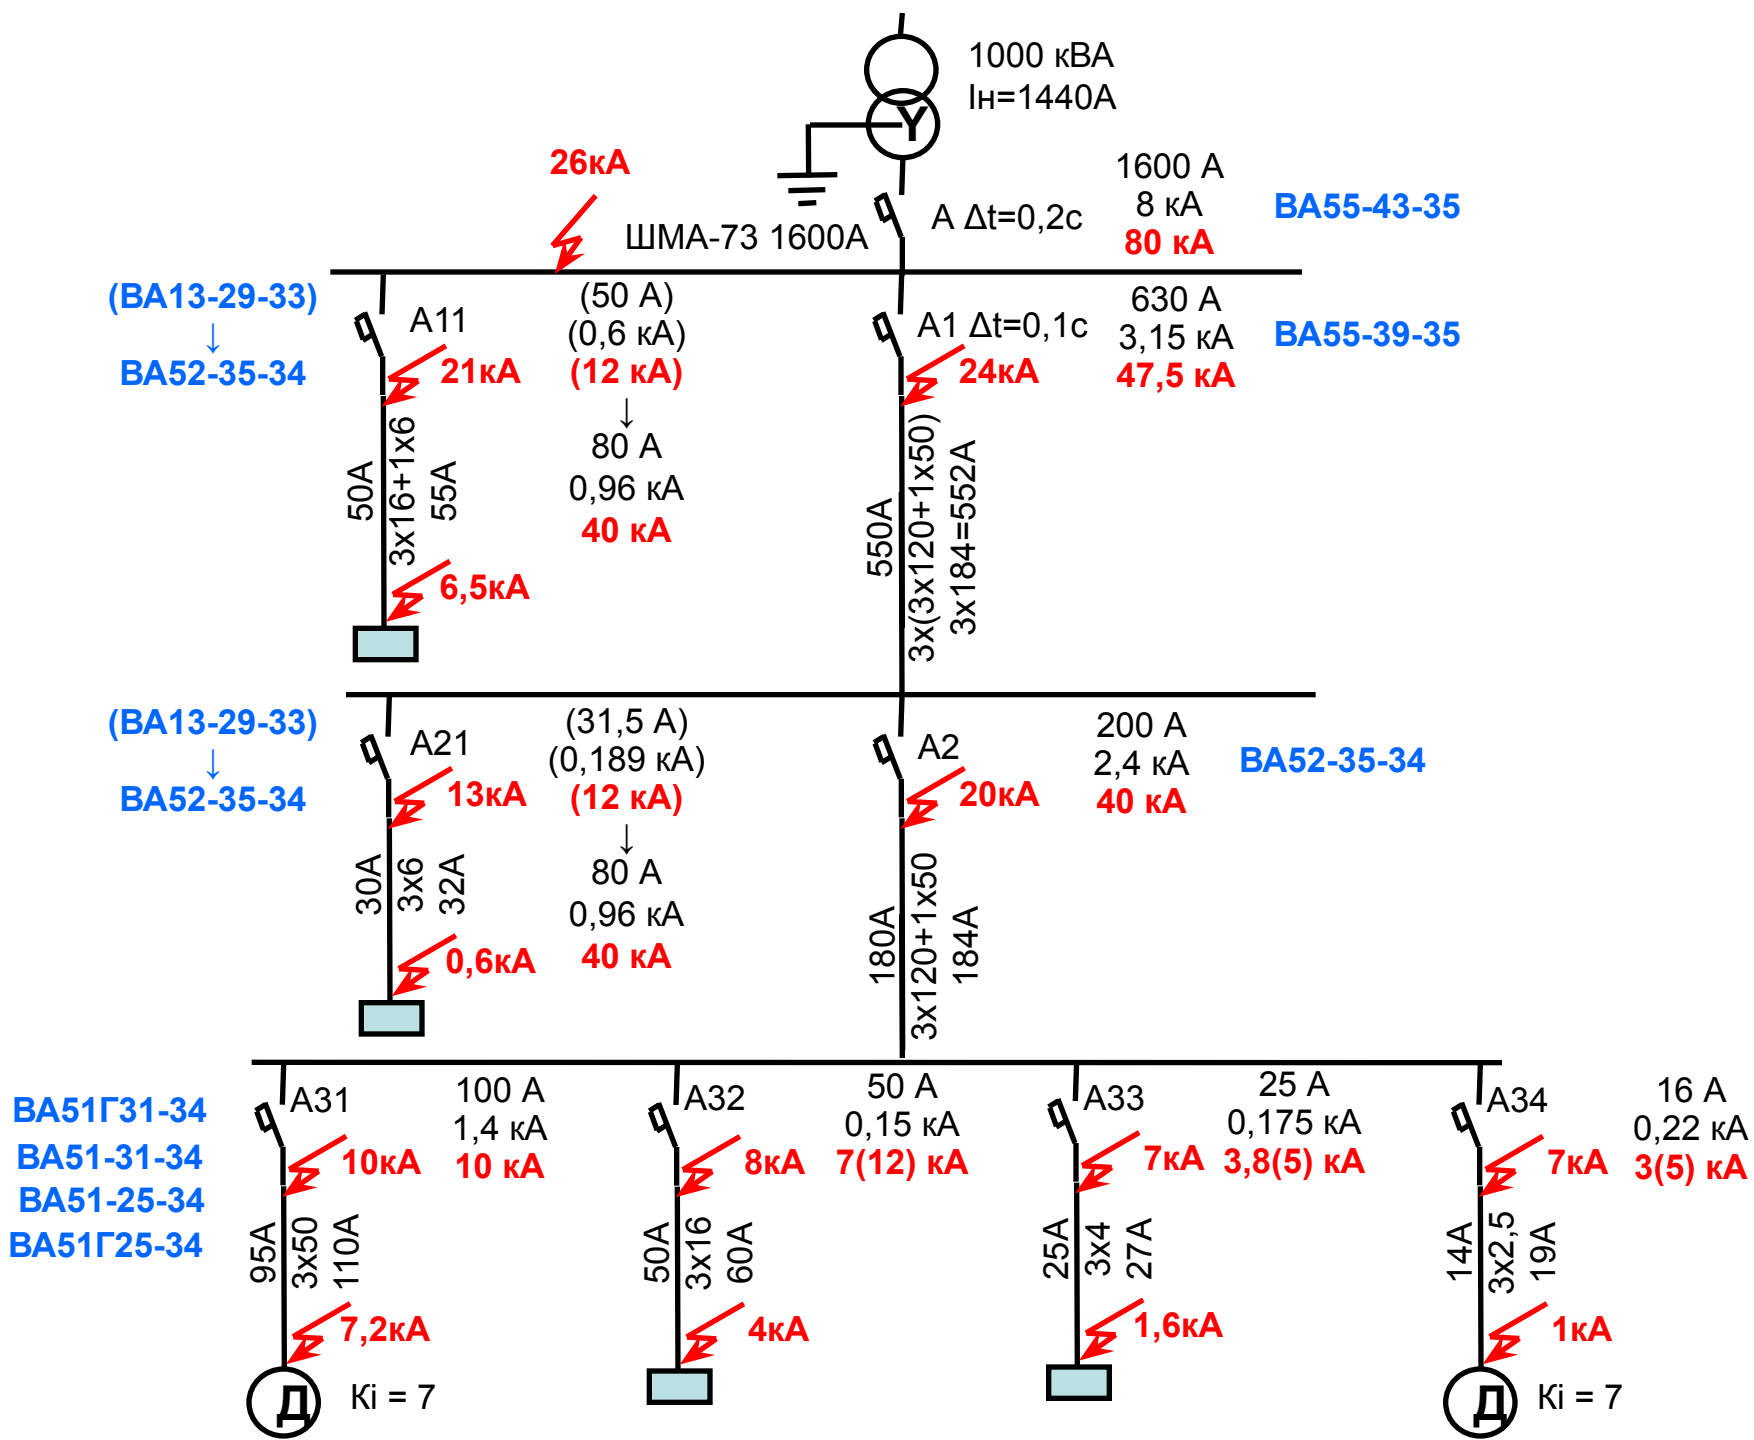 1000 кВА
Iн=1440А
Y
26кА
ШМА-73 1600А
А Δt=0,2с
1600 А
8 кА
80 кА
ВА55-43-35
(ВА13-29-33)
↓
ВА52-35-34
А11
21кА
(50 А)
(0,6 кА)
(12 кА)
↓
80 А
0,96 кА
40 кА
50А
3х16+1х6
55А
6,5кА
А1 Δt=0,1с
24кА
630 А
3,15 кА
47,5 кА
ВА55-39-35
550А
3х(3х120+1х50)
3х184=552А
(ВА13-29-33)
↓
ВА52-35-34
А21
13кА
(31,5 А)
(0,189 кА)
(12 кА)
↓
80 А
0,96 кА
40 кА
30А
3х6
32А
0,6кА
А2
20кА
200 А
2,4 кА
40 кА
ВА52-35-34
180А
3х120+1х50
184А
ВА51Г31-34
ВА51-31-34
ВА51-25-34
ВА51Г25-34
А31
10кА
100 А
1,4 кА
10 кА
95А
3х50
110А
7,2кА
Д
Кi = 7
А32
8кА
50 А
0,15 кА
7(12) кА
50А
3х16
60А
4кА
А33
7кА
25 А
0,175 кА
3,8(5) кА
25А
3х4
27А
1,6кА
А34
7кА
16 А
0,22 кА
3(5) кА
14А
3х2,5
19А
1кА
Д
Кi = 7